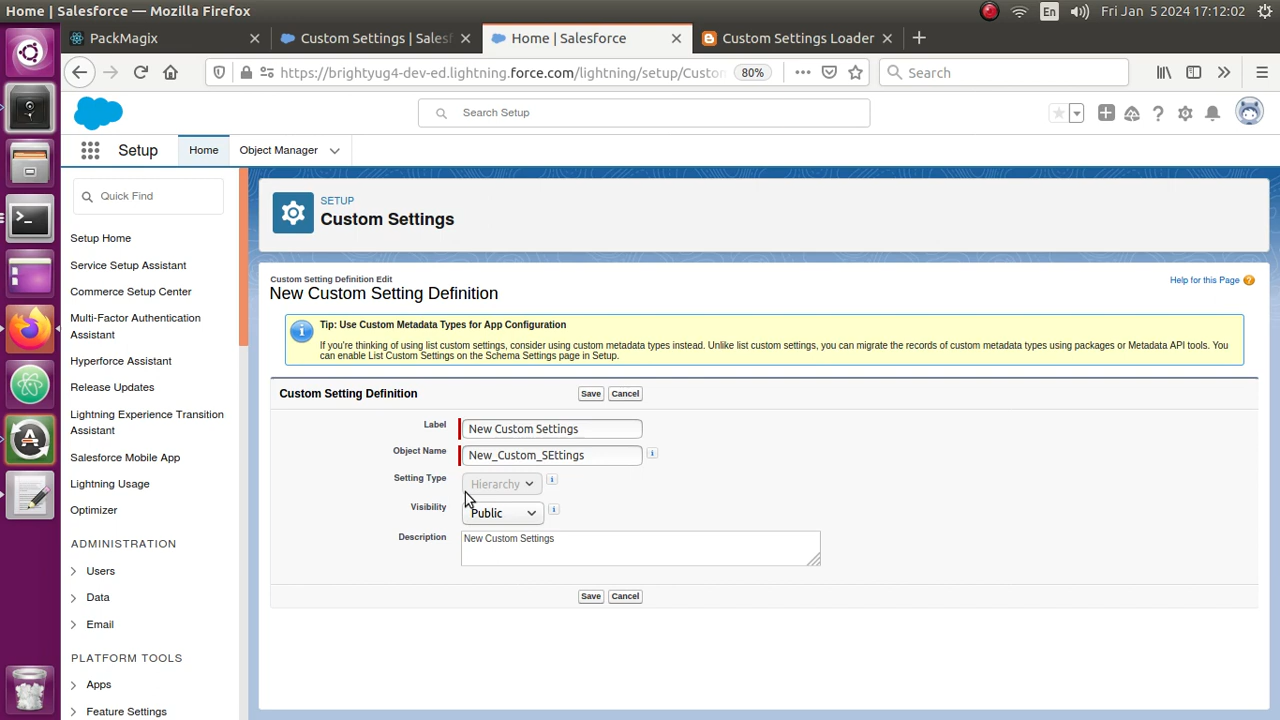 Home | Salesforce — Mozilla Firefox
En
Fri Jan 5 2024 17:12:02
PackMagix
Custom Settings | Salesf
Home | Salesforce
Custom Settings Loader
https://brightyug4-dev-ed.lightning.force.com/lightning/setup/Custom
80%
Search
Search Setup
Setup
Home
Object Manager
Quick Find
Setup Home
Service Setup Assistant
Commerce Setup Center
Multi-Factor Authentication
Assistant
Hyperforce Assistant
Release Updates
Lightning Experience Transition
Assistant
Salesforce Mobile App
Lightning Usage
Optimizer
ADMINISTRATION
Users
Data
Email
PLATFORM TOOLS
Apps
Feature Settings
SETUP
Custom Settings
Custom Setting Definition Edit
New Custom Setting Definition
Help for this Page
Tip: Use Custom Metadata Types for App Configuration
If you're thinking of using list custom settings, consider using custom metadata types instead. Unlike list custom settings, you can migrate the records of custom metadata types using packages or Metadata API tools. You
can enable List Custom Settings on the Schema Settings page in Setup.
Custom Setting Definition
Save
Cancel
Label
New Custom Settings
Object Name
New_Custom_SEttings
Setting Type
Hierarchy
Visibility
Public
Description
New Custom Settings
Save
Cancel